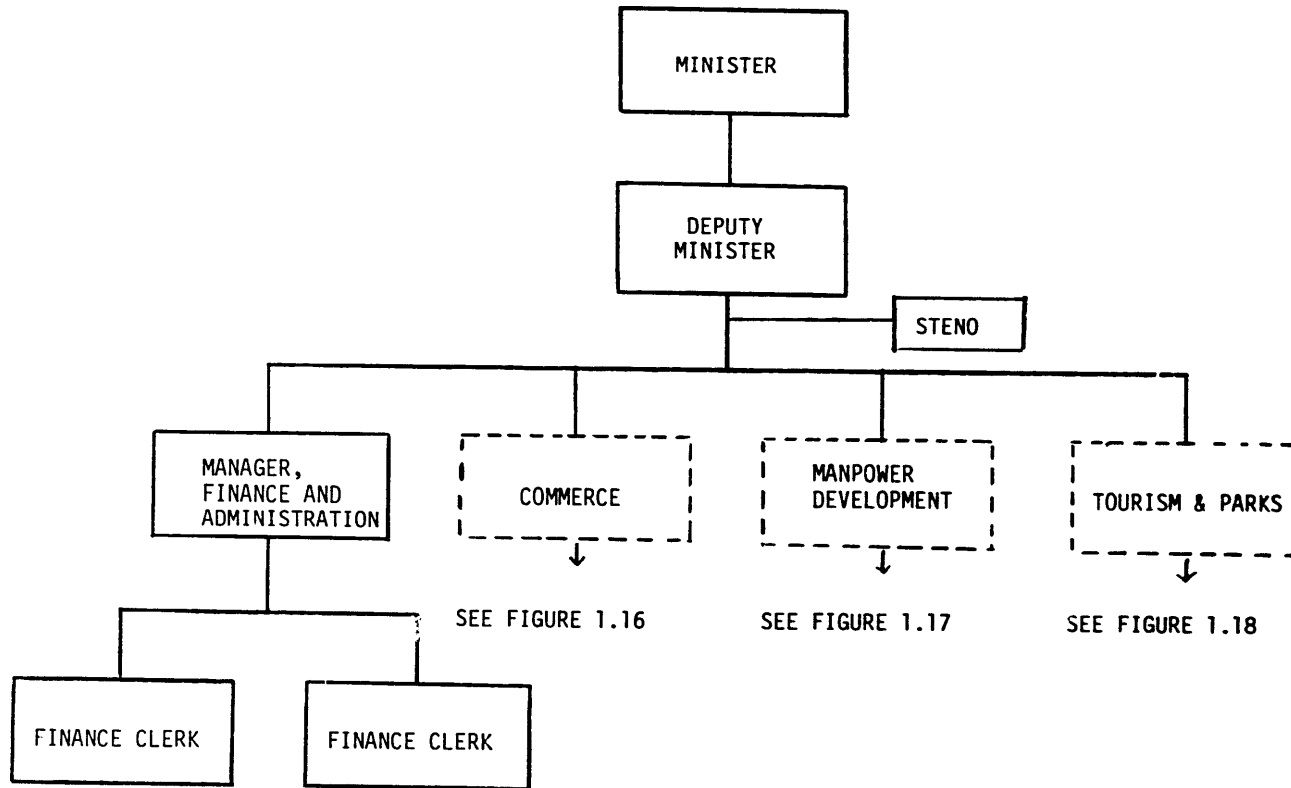 MINISTER
DEPUTY
MINISTER
STENO
MANAGER,
FINANCE AND
ADMINISTRATION
COMMERCE
MANPOWER
DEVELOPMENT
TOURISM & PARKS
SEE FIGURE 1.16
SEE FIGURE 1.17
SEE FIGURE 1.18
FINANCE CLERK
FINANCE CLERK